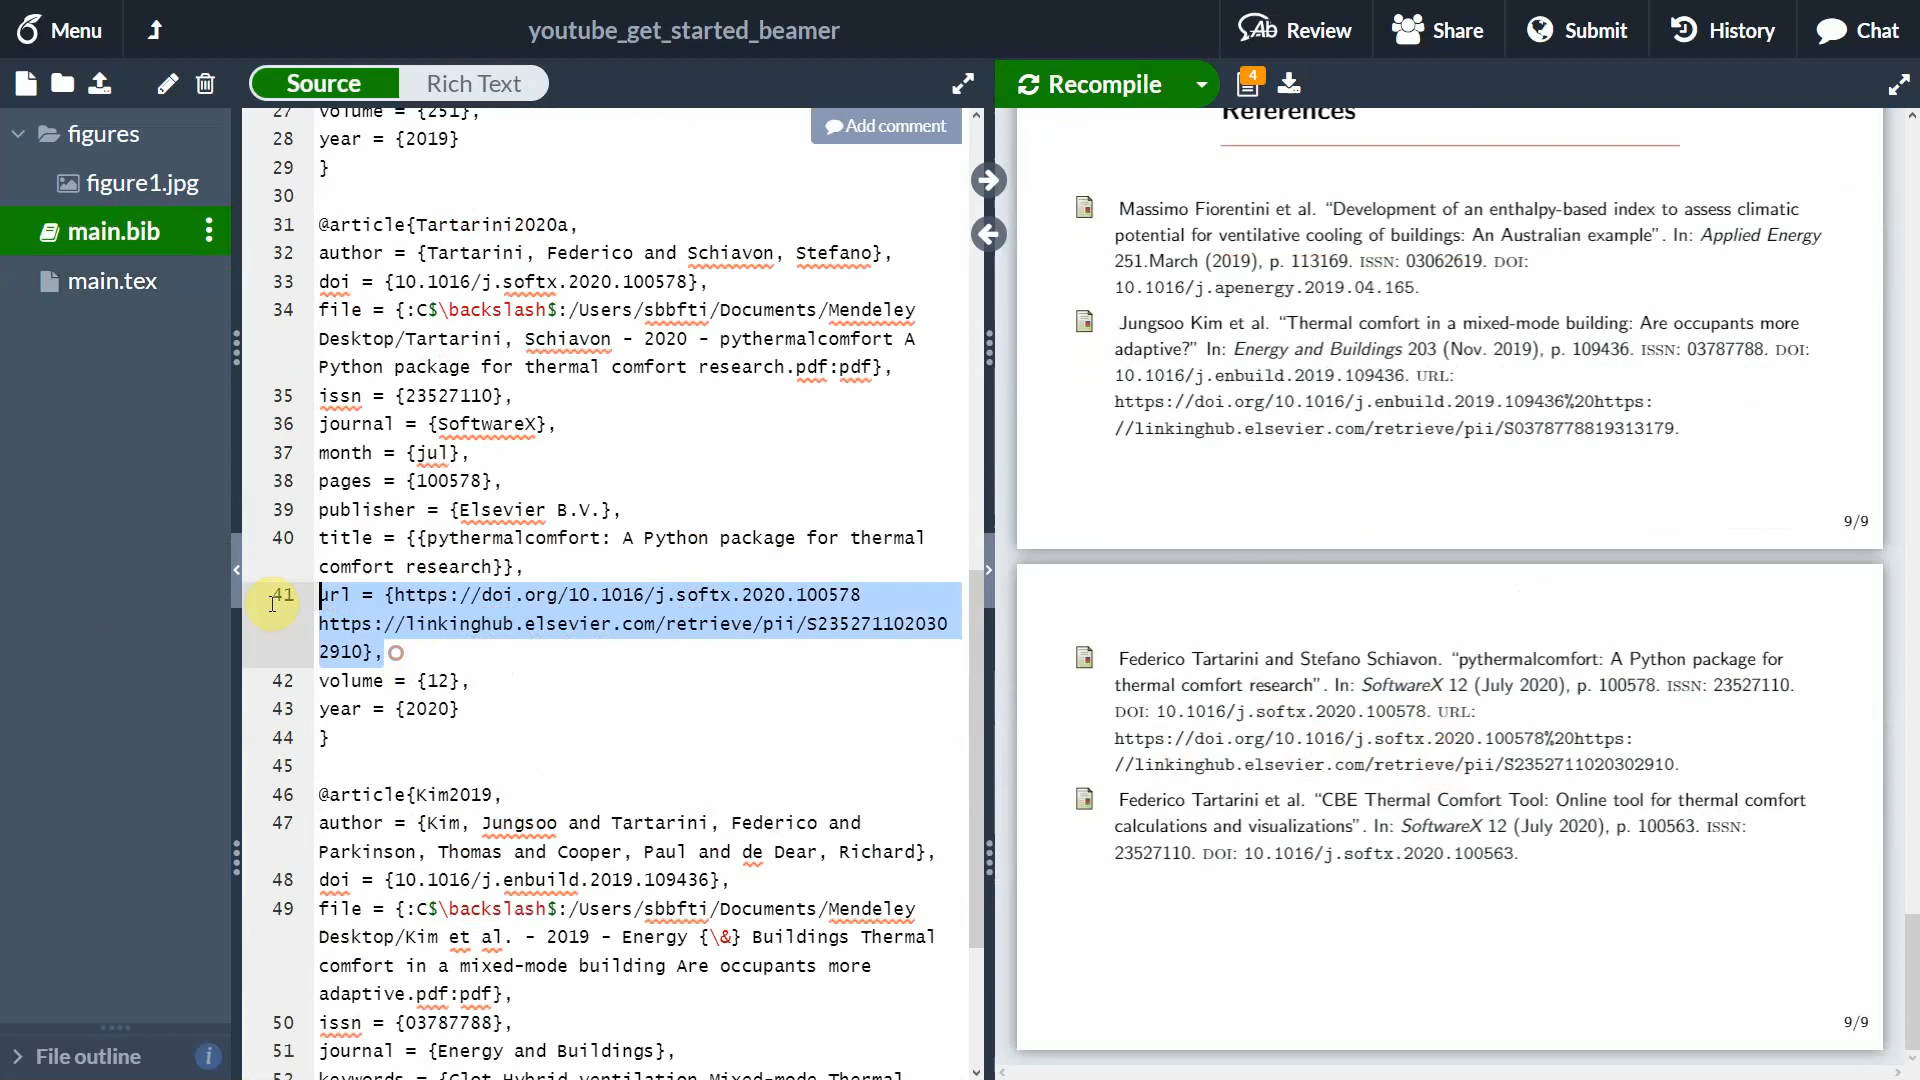 Menu
youtube_get_started_beamer
Review
Share
Submit
History
Chat
Source
Rich Text
Recompile
4
figures
figure1.jpg
main.bib
main.tex
File outline
i
Add comment
27 volume = {251},
28 year = {2019}
29 }
30
31 @article{Tartarini2020a,
32 author = {Tartarini, Federico and Schiavon, Stefano},
33 doi = {10.1016/j.softx.2020.100578},
34 file = {:C$\backslash$:/Users/sbbfti/Documents/Mendeley
Desktop/Tartarini, Schiavon - 2020 - pythermalcomfort A
Python package for thermal comfort research.pdf:pdf},
35 issn = {23527110},
36 journal = {SoftwareX},
37 month = {jul},
38 pages = {100578},
39 publisher = {Elsevier B.V.},
40 title = {{pythermalcomfort: A Python package for thermal
comfort research}},
41 url = {https://doi.org/10.1016/j.softx.2020.100578
https://linkinghub.elsevier.com/retrieve/pii/S235271102030
2910},
42 volume = {12},
43 year = {2020}
44 }
45
46 @article{Kim2019,
47 author = {Kim, Jungsoo and Tartarini, Federico and
Parkinson, Thomas and Cooper, Paul and de Dear, Richard},
48 doi = {10.1016/j.enbuild.2019.109436},
49 file = {:C$\backslash$:/Users/sbbfti/Documents/Mendeley
Desktop/Kim et al. - 2019 - Energy {\&} Buildings Thermal
comfort in a mixed-mode building Are occupants more
adaptive.pdf:pdf},
50 issn = {03787788},
51 journal = {Energy and Buildings},
52 keywords = {Clot,Hybrid ventilation,Mixed-mode,Thermal
References
Massimo Fiorentini et al. “Development of an enthalpy-based index to assess climatic
potential for ventilative cooling of buildings: An Australian example”. In: Applied Energy
251.March (2019), p. 113169. ISSN: 03062619. DOI:
10.1016/j.apenergy.2019.04.165.
Jungsoo Kim et al. “Thermal comfort in a mixed-mode building: Are occupants more
adaptive?” In: Energy and Buildings 203 (Nov. 2019), p. 109436. ISSN: 03787788. DOI:
10.1016/j.enbuild.2019.109436. URL:
https://doi.org/10.1016/j.enbuild.2019.109436%20https:
//linkinghub.elsevier.com/retrieve/pii/S0378778819313179.
9/9
Federico Tartarini and Stefano Schiavon. “pythermalcomfort: A Python package for
thermal comfort research”. In: SoftwareX 12 (July 2020), p. 100578. ISSN: 23527110.
DOI: 10.1016/j.softx.2020.100578. URL:
https://doi.org/10.1016/j.softx.2020.100578%20https:
//linkinghub.elsevier.com/retrieve/pii/S2352711020302910.
Federico Tartarini et al. “CBE Thermal Comfort Tool: Online tool for thermal comfort
calculations and visualizations”. In: SoftwareX 12 (July 2020), p. 100563. ISSN:
23527110. DOI: 10.1016/j.softx.2020.100563.
9/9